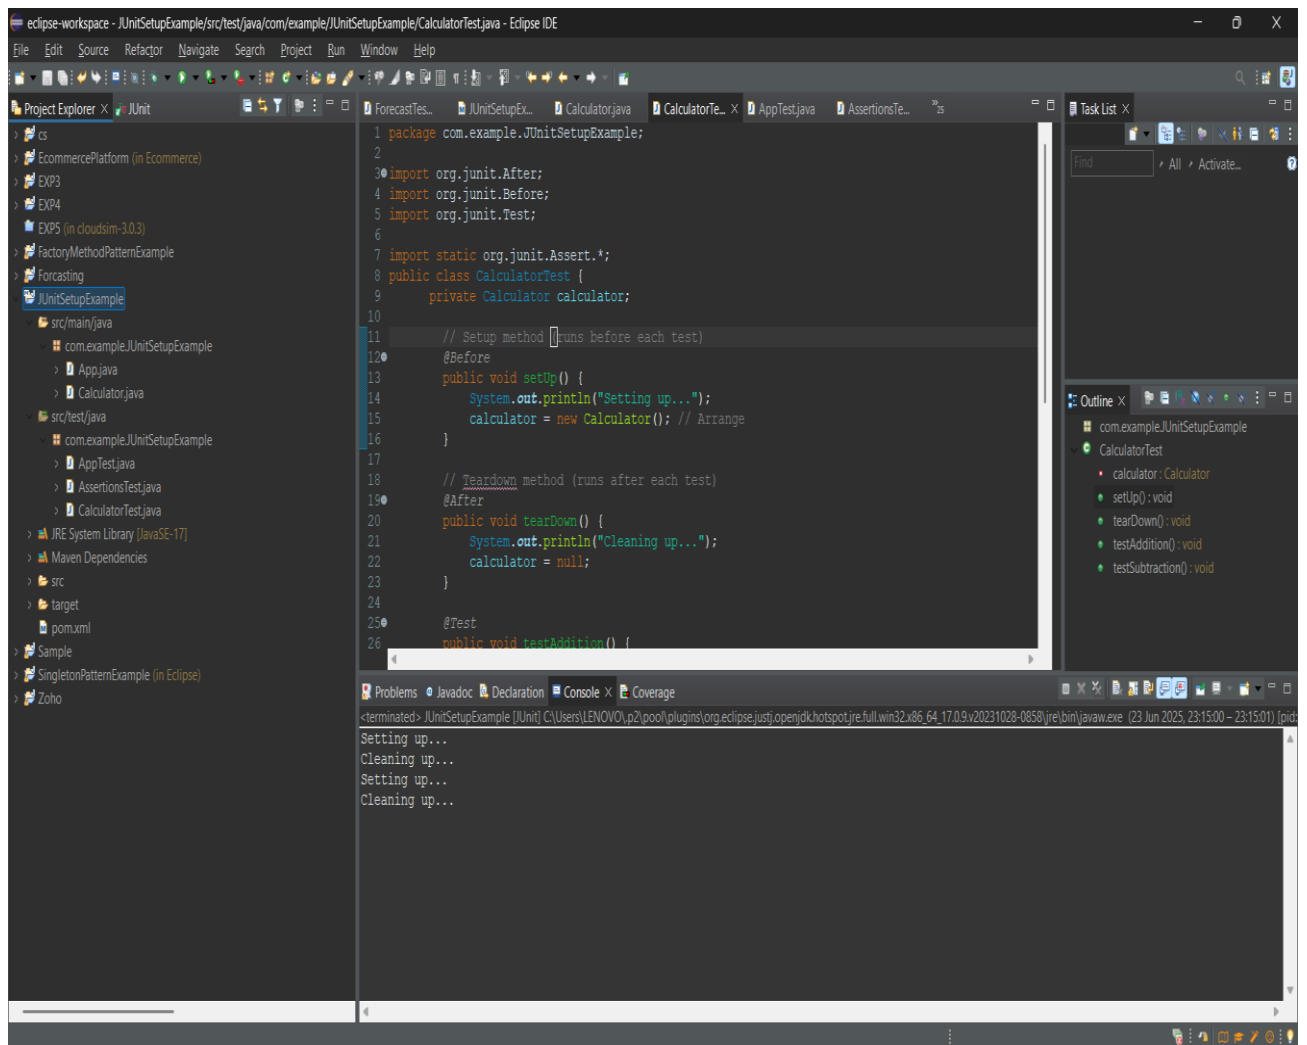 eclipse-workspace - JUnitSetupExample/src/test/java/com/example/JUnitSetupExample/CalculatorTest.java - Eclipse IDE
File Edit Source Refactor Navigate Search Project Run Window Help
Project Explorer JUnit
cs
EcommercePlatform (in Ecommerce)
EXP3
EXP4
EXP5 (in cloudsim-3.0.3)
FactoryMethodPatternExample
Forcasting
JUnitSetupExample
src/main/java
com.example.JUnitSetupExample
App.java
Calculator.java
src/test/java
com.example.JUnitSetupExample
AppTest.java
AssertionsTest.java
CalculatorTest.java
JRE System Library [JavaSE-17]
Maven Dependencies
src
target
pom.xml
Sample
SingletonPatternExample (in Eclipse)
Zoho
ForecastTes... JUnitSetupEx... Calculator.java CalculatorTe... AppTest.java AssertionsTe... »25
1 package com.example.JUnitSetupExample;
2
3 import org.junit.After;
4 import org.junit.Before;
5 import org.junit.Test;
6
7 import static org.junit.Assert.*;
8 public class CalculatorTest {
9 private Calculator calculator;
10
11 // Setup method (runs before each test)
12 @Before
13 public void setUp() {
14 System.out.println("Setting up...");
15 calculator = new Calculator(); // Arrange
16 }
17
18 // Teardown method (runs after each test)
19 @After
20 public void tearDown() {
21 System.out.println("Cleaning up...");
22 calculator = null;
23 }
24
25 @Test
26 public void testAddition() {
Task List
Find All Activate...
Outline
com.example.JUnitSetupExample
CalculatorTest
calculator : Calculator
setUp() : void
tearDown() : void
testAddition() : void
testSubtraction() : void
Problems Javadoc Declaration Console Coverage
<terminated> JUnitSetupExample [JUnit] C:\Users\LENOVO\.p2\pool\plugins\org.eclipse.justj.openjdk.hotspot.jre.full.win32.x86_64_17.0.9.v20231028-0858\jre\bin\javaw.exe (23 Jun 2025, 23:15:00 – 23:15:01) [pid:
Setting up...
Cleaning up...
Setting up...
Cleaning up...